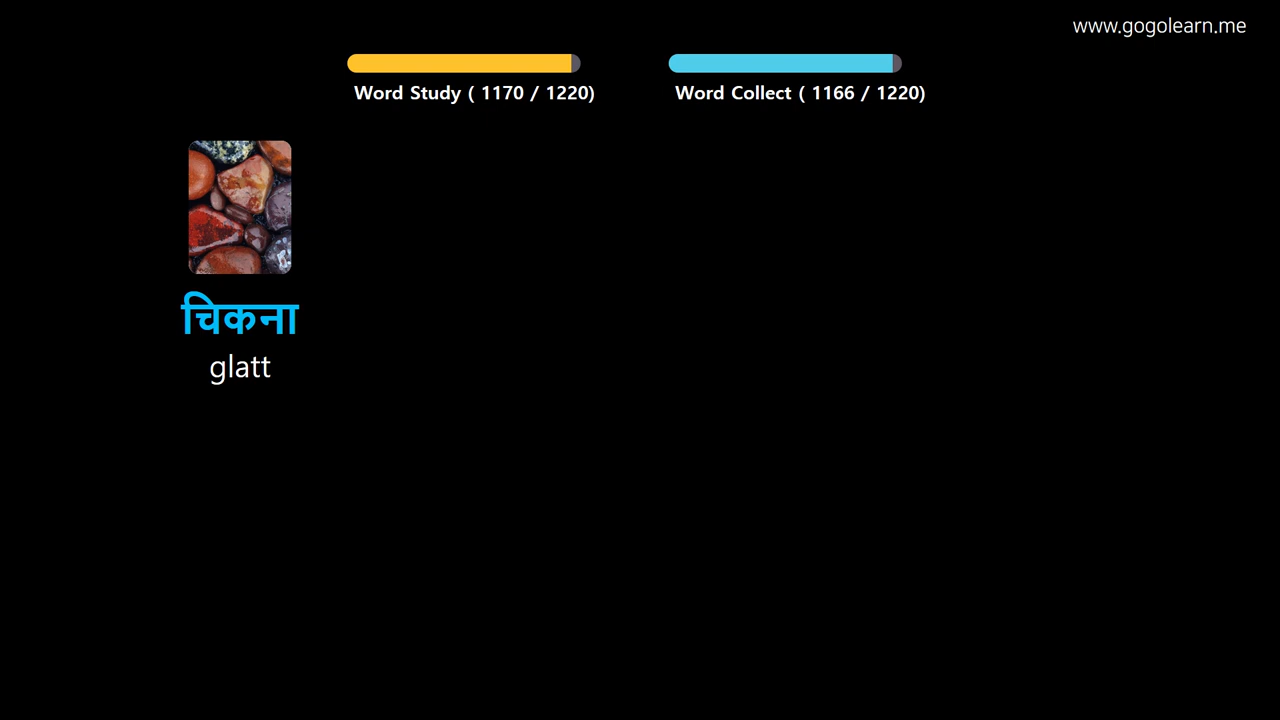 www.gogolearn.me
Word Study ( 1170 / 1220)
Word Collect ( 1166 / 1220)
चिकना
glatt